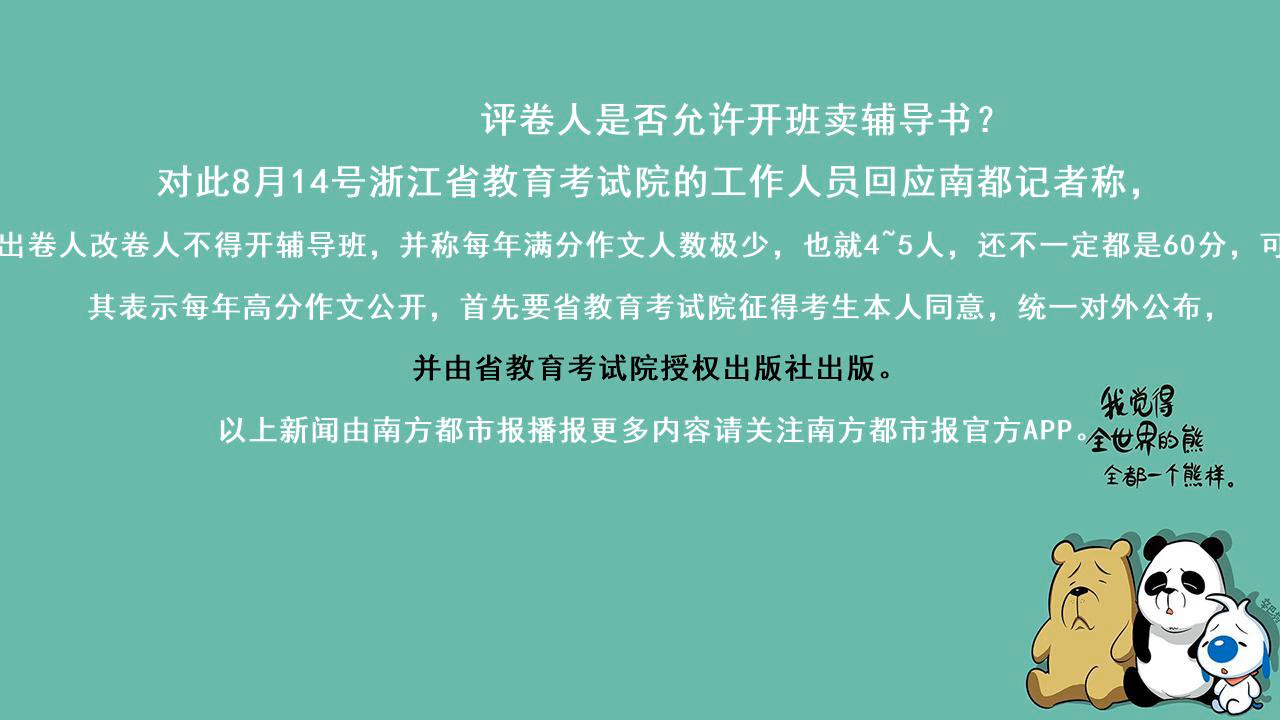 评卷人是否允许开班卖辅导书？
对此8月14号浙江省教育考试院的工作人员回应南都记者称，
出卷人改卷人不得开辅导班，并称每年满分作文人数极少，也就4~5人，还不一定都是60分，可
其表示每年高分作文公开，首先要省教育考试院征得考生本人同意，统一对外公布，
并由省教育考试院授权出版社出版。
以上新闻由南方都市报播报更多内容请关注南方都市报官方APP。
我觉得
全世界的熊
全都一个熊样。